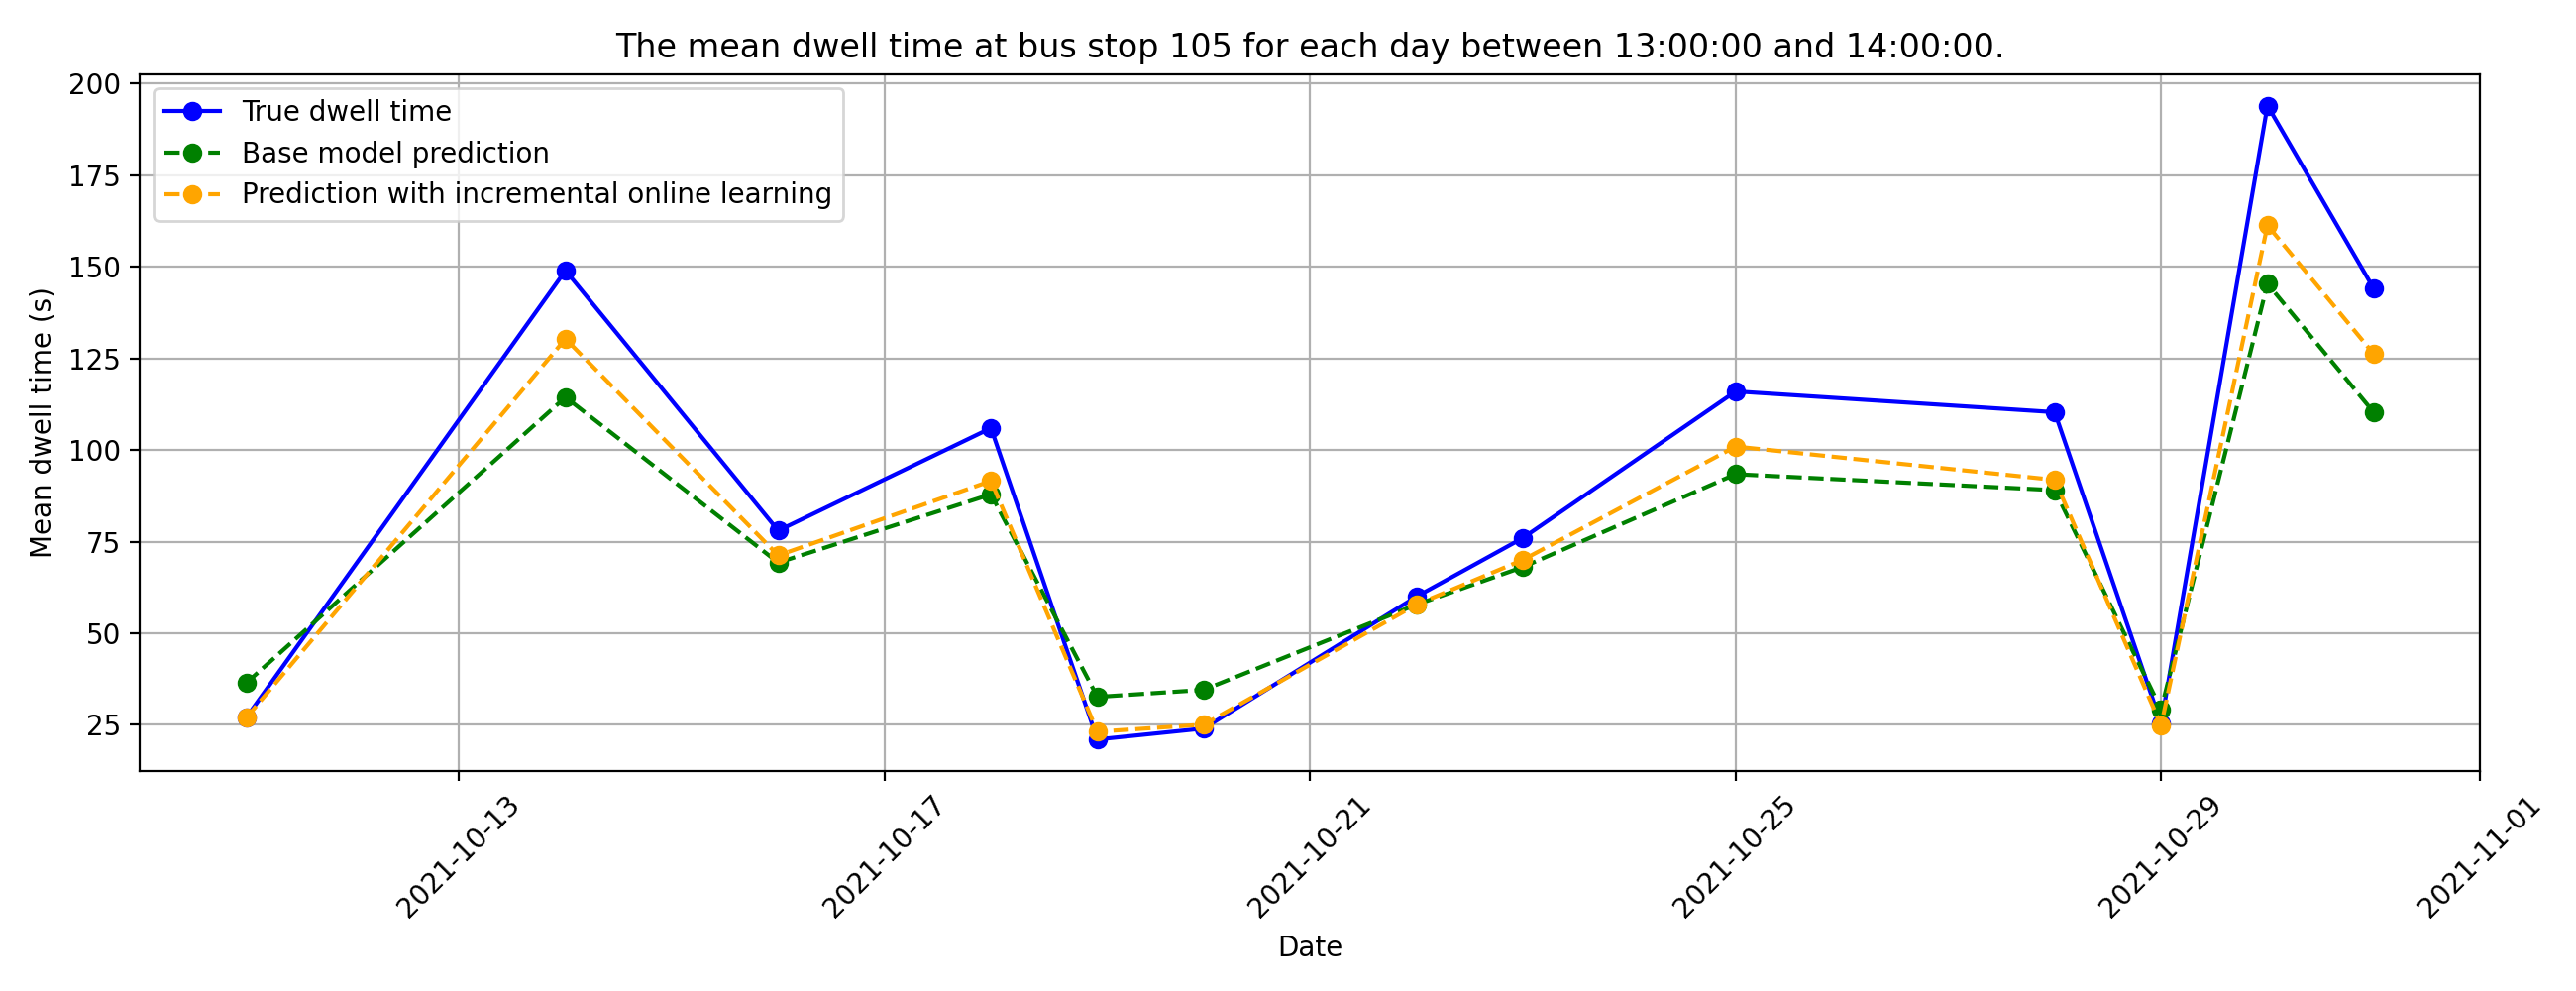 The mean dwell time at bus stop 105 for each day between 13:00:00 and 14:00:00.
True dwell time
Base model prediction
Prediction with incremental online learning
Mean dwell time (s)
200
175
150
125
100
75
50
25
2021-10-13
2021-10-17
2021-10-21
2021-10-25
2021-10-29
2021-11-01
Date